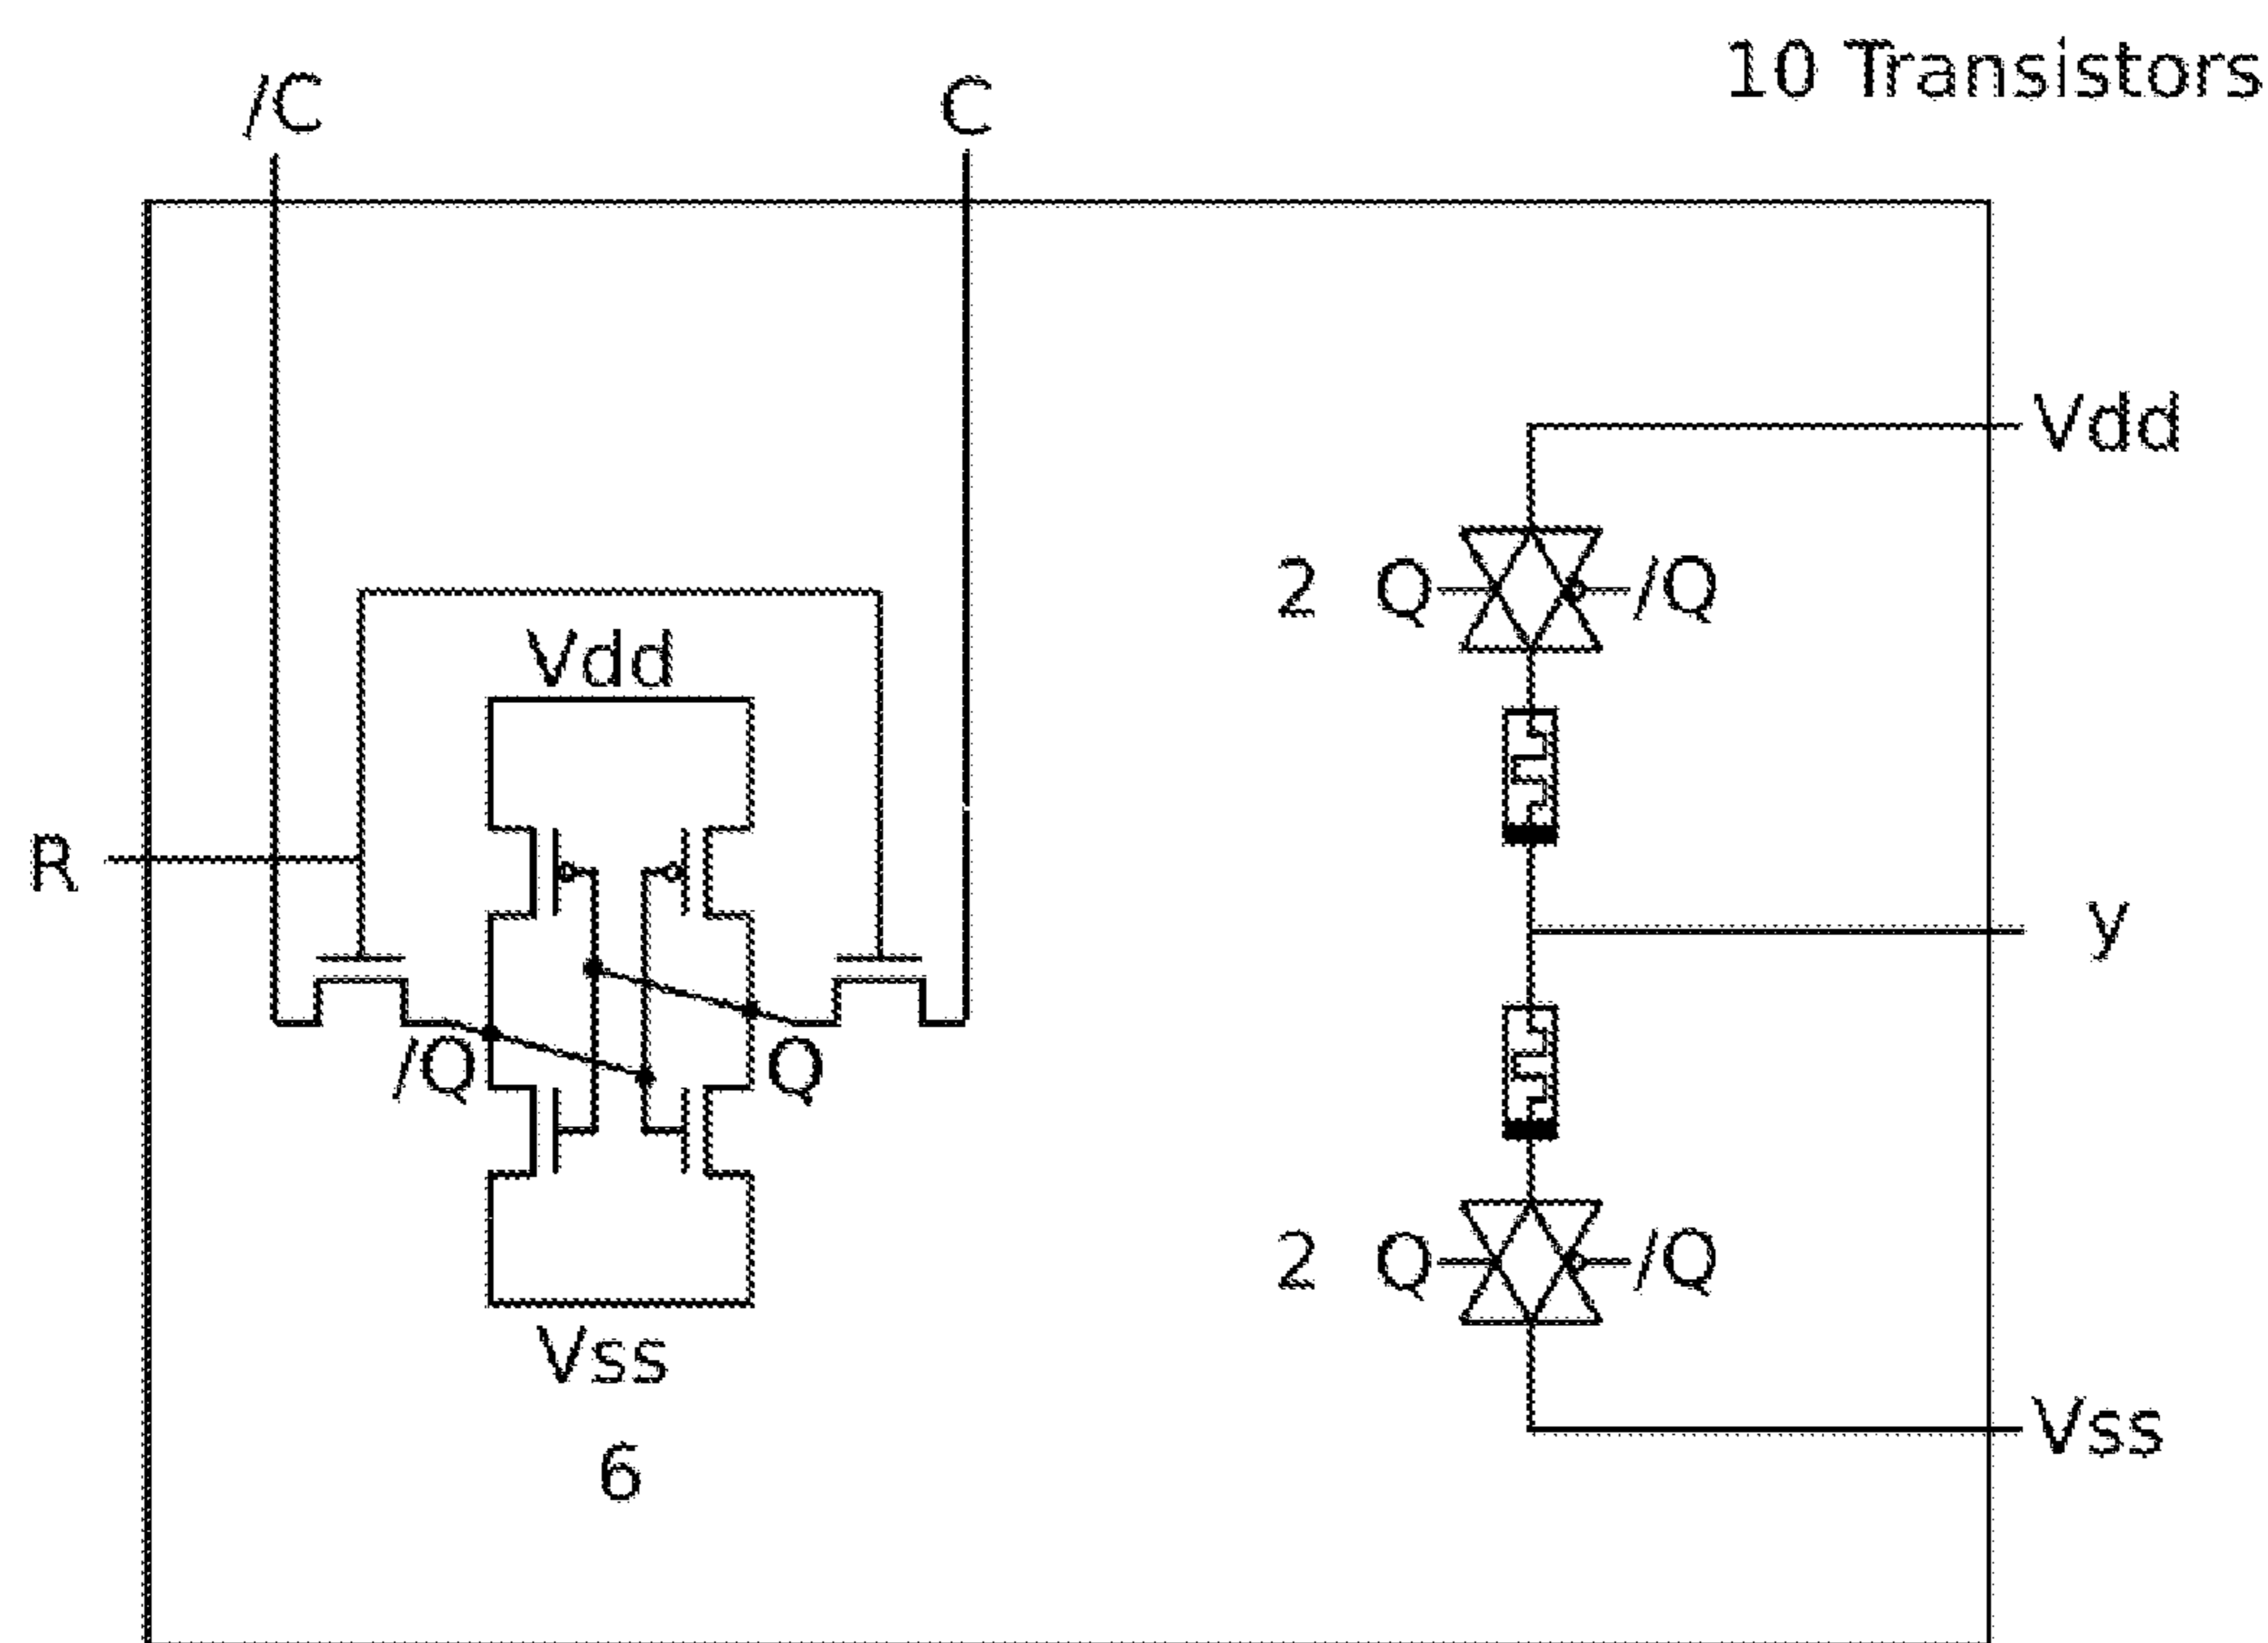 10 Transistors
/C
C
Vdd
2 Q /Q
Vdd
R
y
/Q
Q
2 Q /Q
Vss
Vss
6